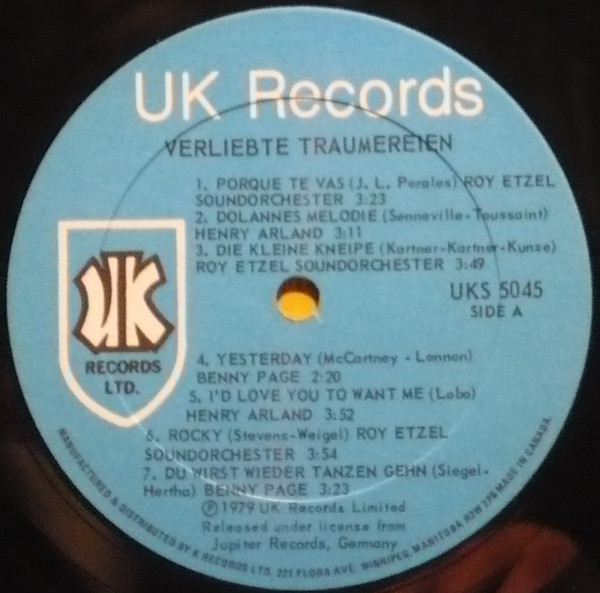 UK Records
VERLIEBTE TRAUMEREIEN
1. PORQUE TE VAS (J. L. Perales) ROY ETZEL
SOUNDORCHESTER 3:23
2. DOLANNES MELODIE (Senneville-Toussaint)
HENRY ARLAND 3:11
3. DIE KLEINE KNEIPE (Kartner-Kartner-Kunze)
ROY ETZEL SOUNDORCHESTER 3:49
UKS 5045
SIDE A
UK
RECORDS
LTD.
4. YESTERDAY (McCartney - Lennon)
BENNY PAGE 2:20
5. I'D LOVE YOU TO WANT ME (Lobo)
HENRY ARLAND 3:52
6. ROCKY (Stevens-Weigel) ROY ETZEL
SOUNDORCHESTER 3:54
7. DU WIRST WIEDER TANZEN GEHN (Siegel-
Hertha) BENNY PAGE 3:23
Ⓟ 1979 UK Records Limited
Released under license from
Jupiter Records, Germany
MANUFACTURED & DISTRIBUTED BY K RECORDS LTD. 221 FLORA AVE. WINNIPEG, MANITOBA R2W 2P8 MADE IN CANADA